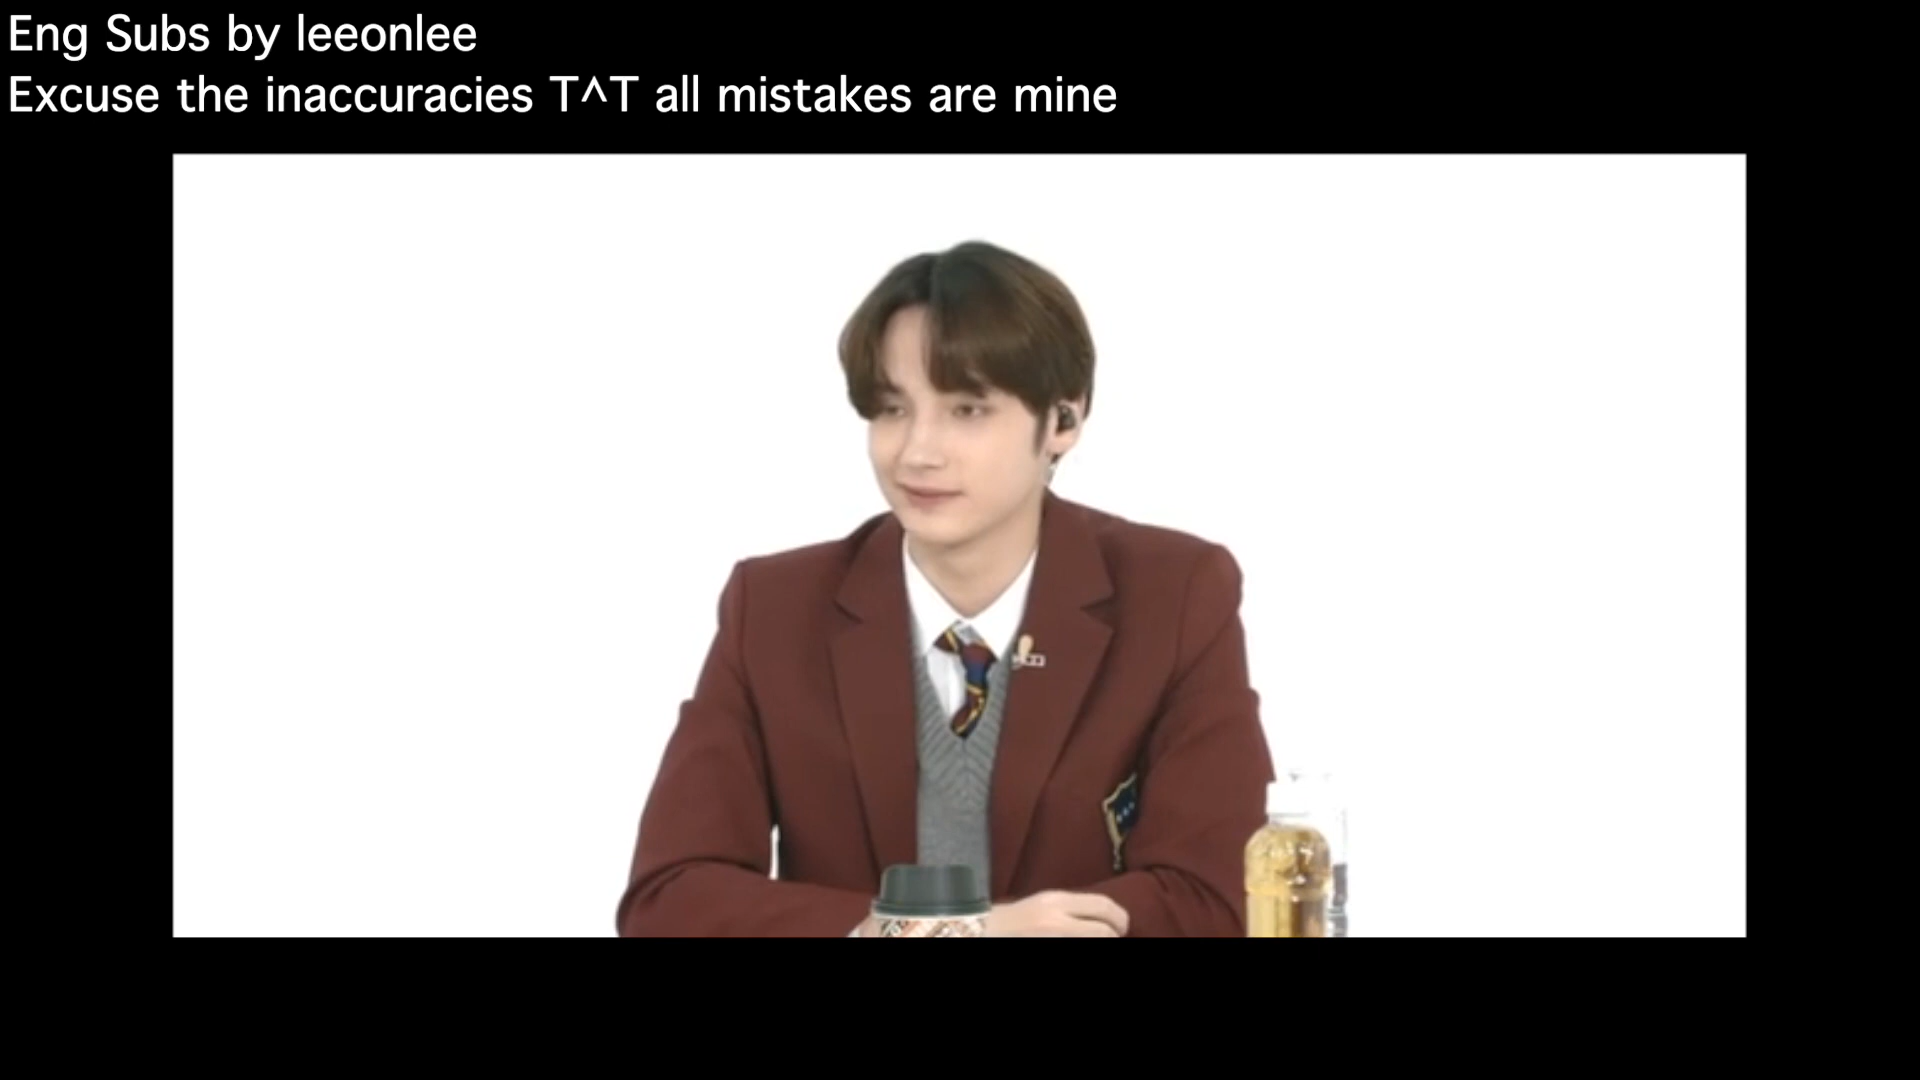 Eng Subs by leeonlee
Excuse the inaccuracies T^T all mistakes are mine